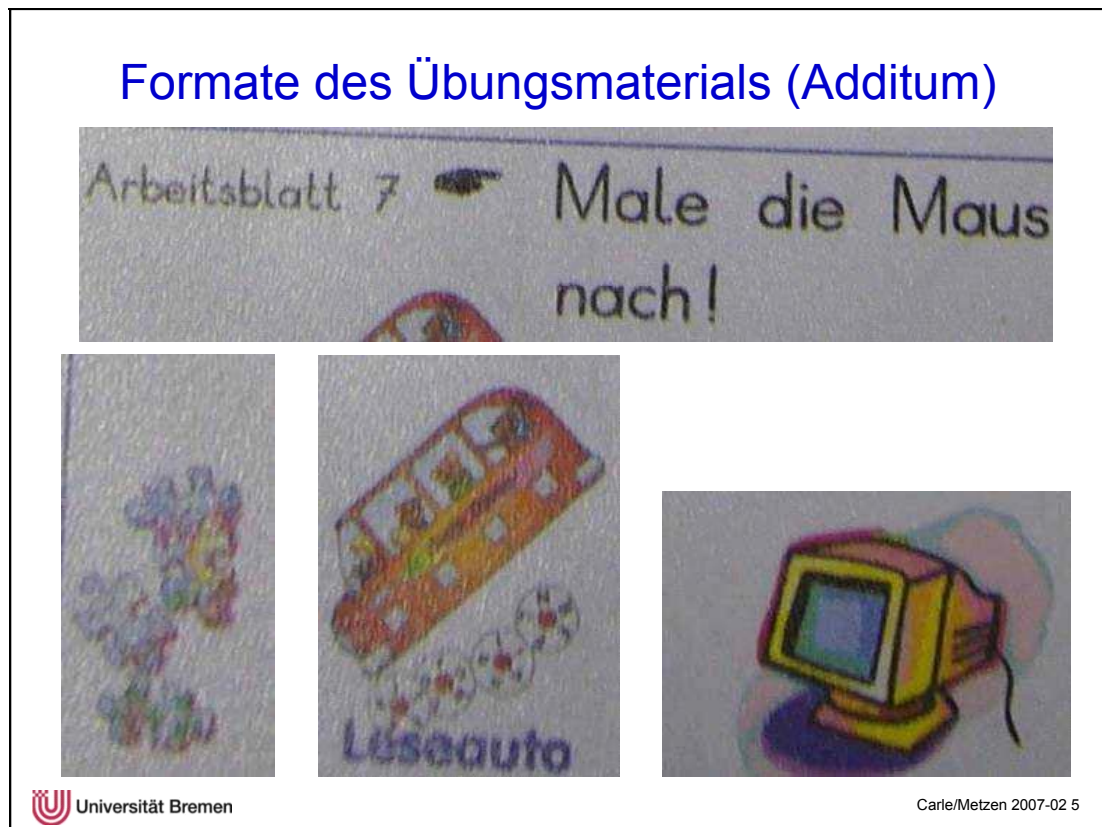 Formate des Übungsmaterials (Additum)
Arbeitsblatt 7 Male die Maus
nach!
Leseauto
Universität Bremen
Carle/Metzen 2007-02 5